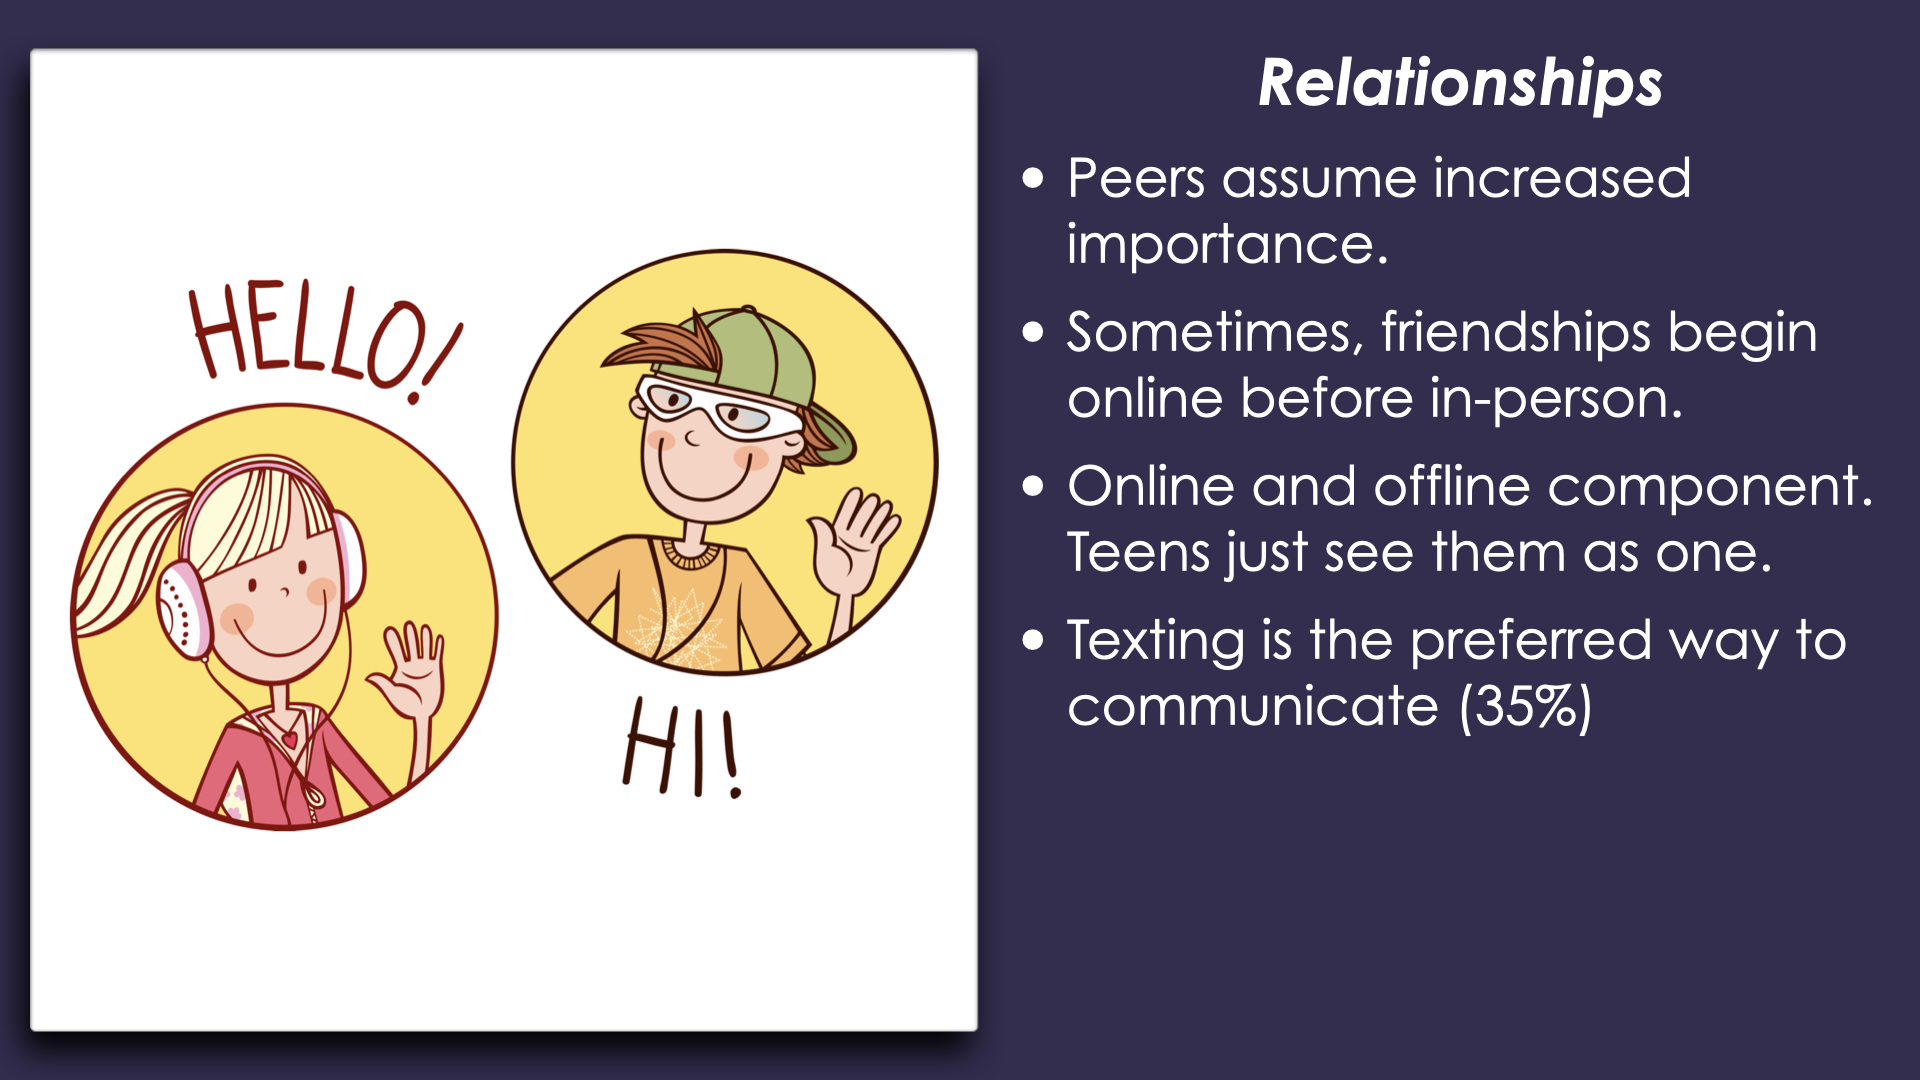 HELLO!
HI!
Relationships
• Peers assume increased
importance.
• Sometimes, friendships begin
online before in-person.
• Online and offline component.
Teens just see them as one.
• Texting is the preferred way to
communicate (35%)